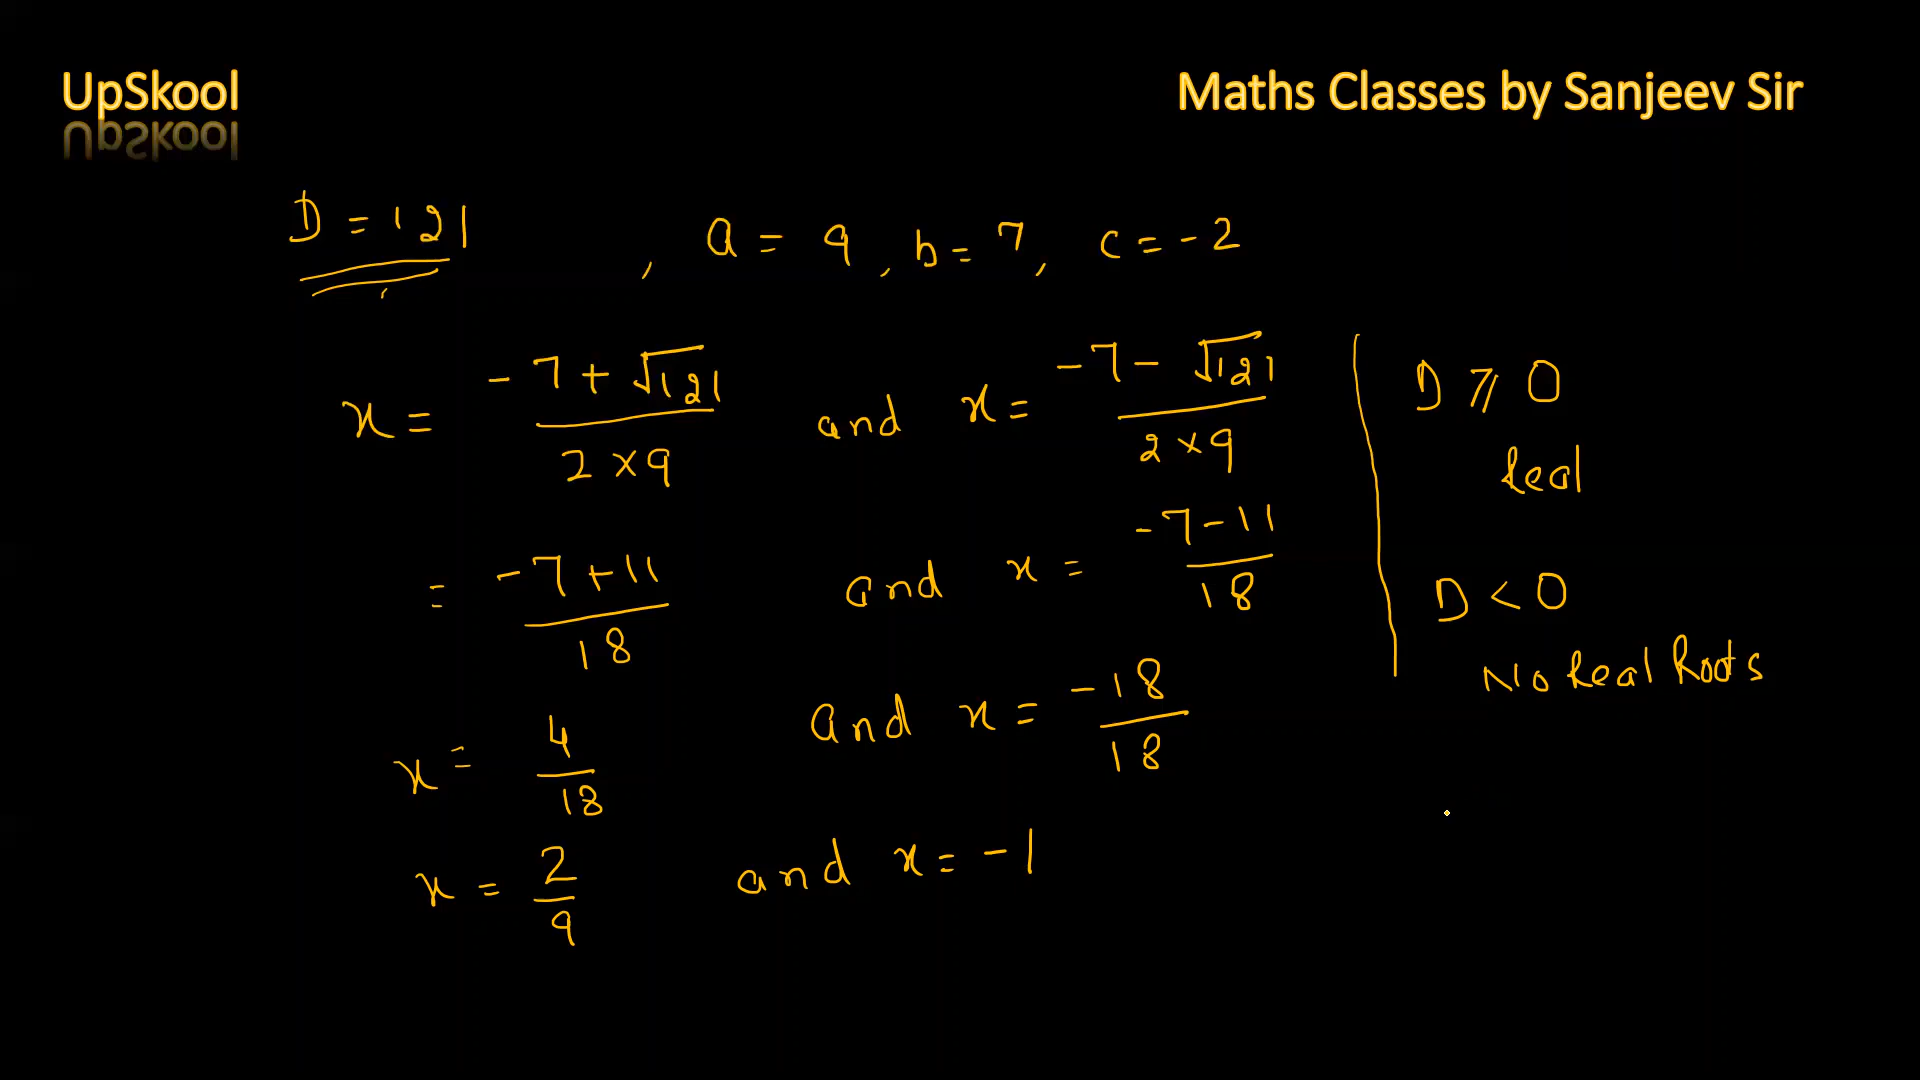 UpSkool
Maths Classes by Sanjeev Sir
D = 121 , a = 9 , b = 7 , c = -2
x = (-7 + √121)/(2 × 9) and x = (-7 - √121)/(2 × 9)
= (-7 + 11)/18 and x = (-7 - 11)/18
x = 4/18 and x = -18/18
x = 2/9 and x = -1
D ⩾ 0
Real
D < 0
No Real Roots